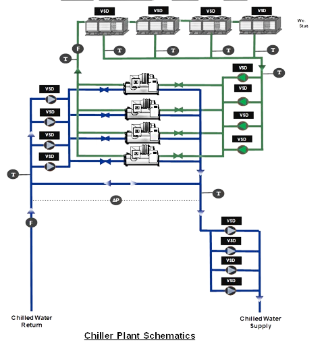 VSD VSD VSD VSD
F
T T T T T
VSD VSD
VSD VSD
VSD VSD
VSD VSD
T
T
ΔP
F
VSD
VSD
VSD
VSD
Chilled Water Return
Chilled Water Supply
Chiller Plant Schematics